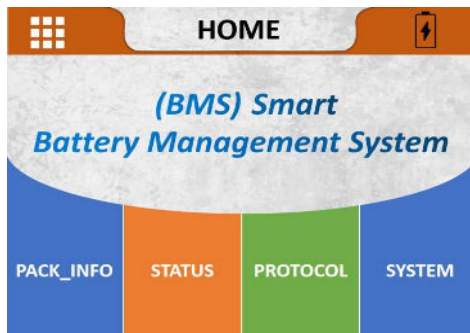 HOME
(BMS) Smart
Battery Management System
PACK_INFO STATUS PROTOCOL SYSTEM